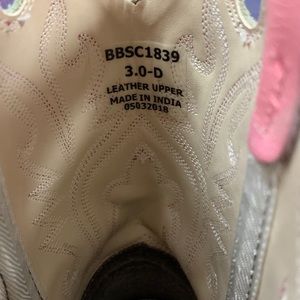 BBSC1839
3.0-D
LEATHER UPPER
MADE IN INDIA
05032018